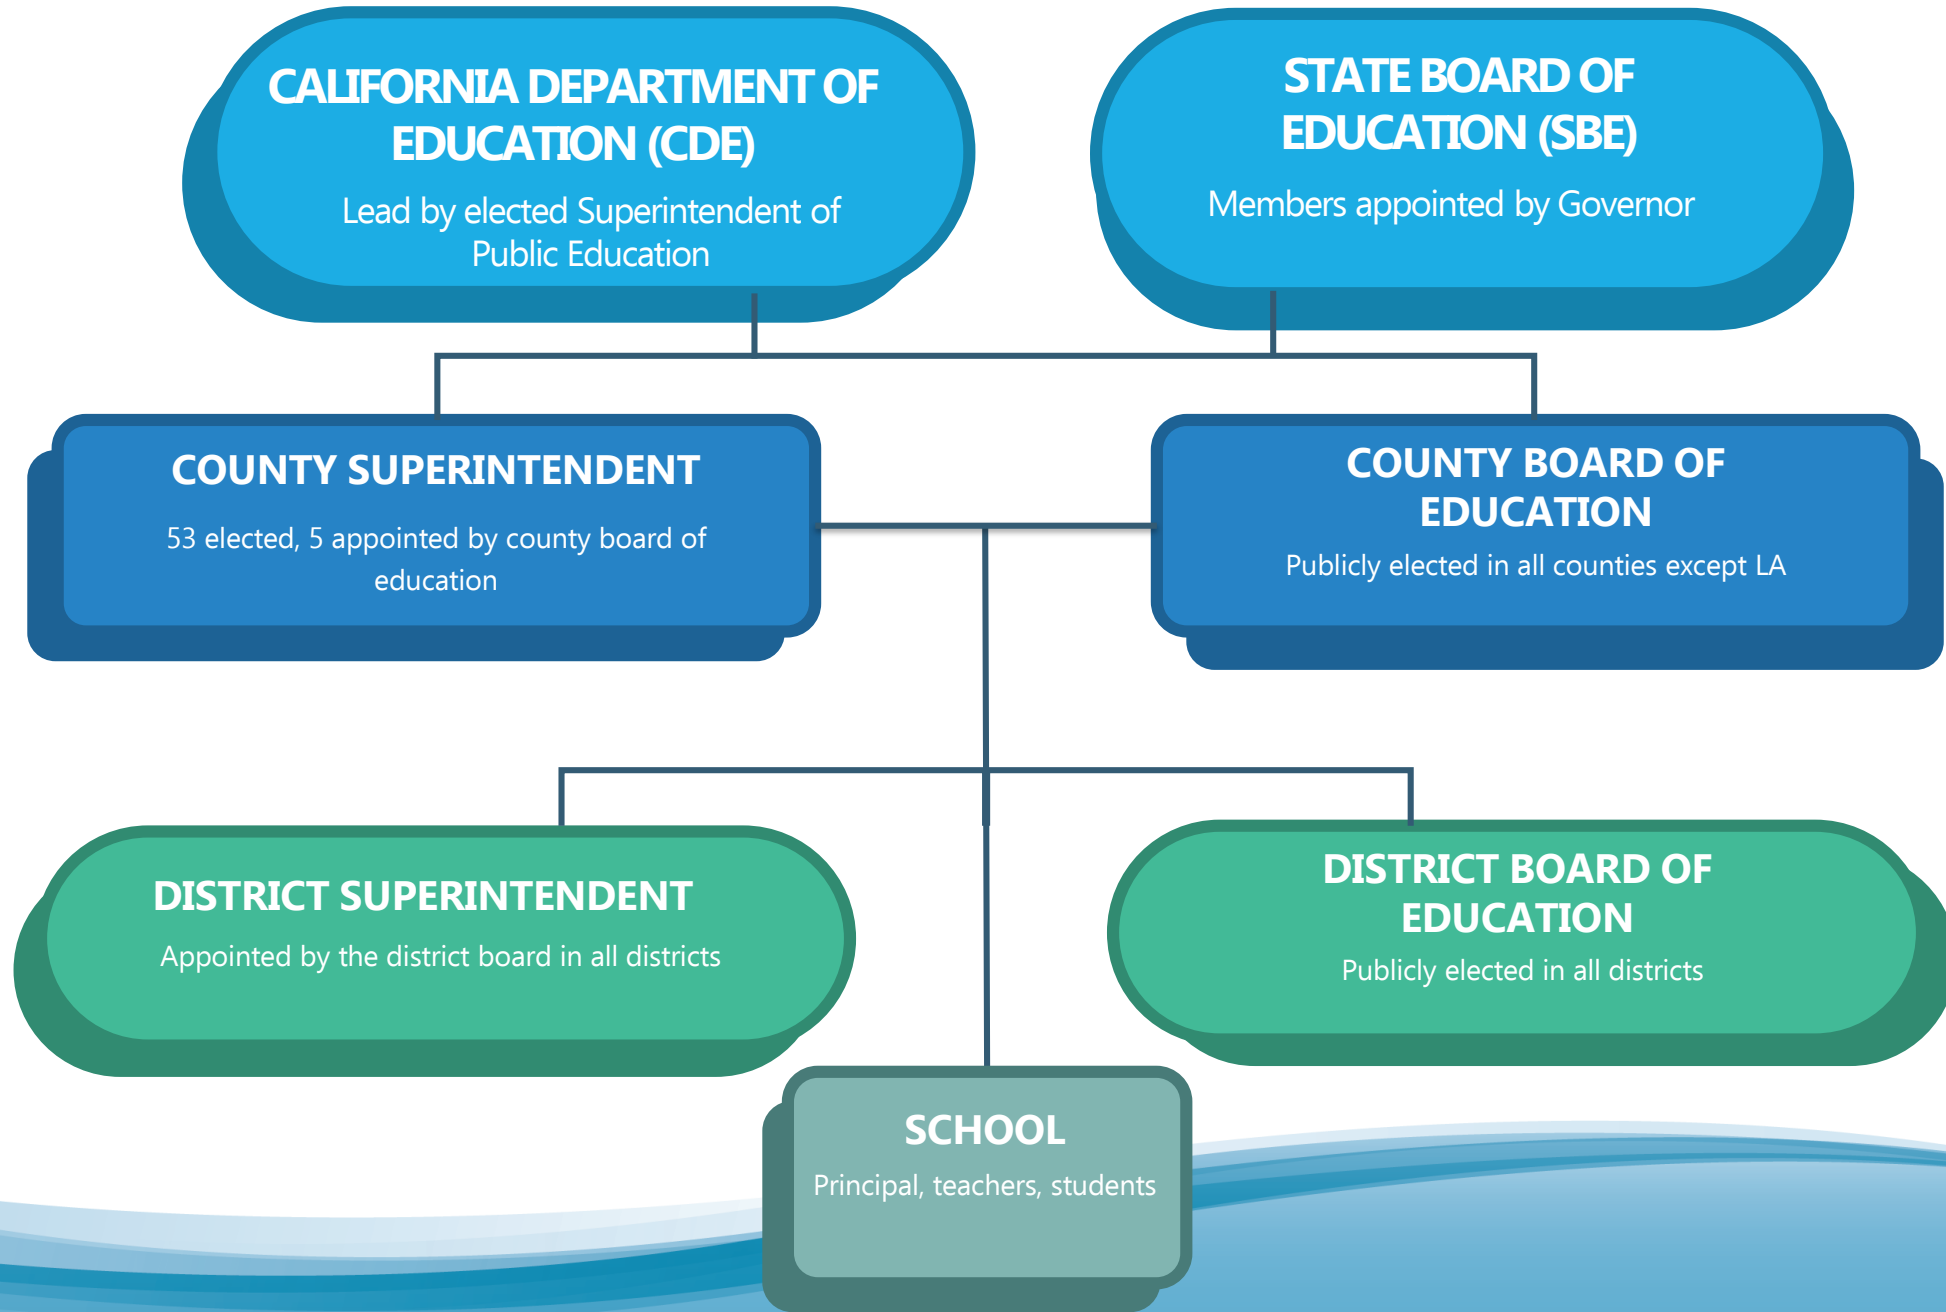 CALIFORNIA DEPARTMENT OF
EDUCATION (CDE)
Lead by elected Superintendent of
Public Education
STATE BOARD OF
EDUCATION (SBE)
Members appointed by Governor
COUNTY SUPERINTENDENT
53 elected, 5 appointed by county board of
education
COUNTY BOARD OF
EDUCATION
Publicly elected in all counties except LA
DISTRICT SUPERINTENDENT
Appointed by the district board in all districts
DISTRICT BOARD OF
EDUCATION
Publicly elected in all districts
SCHOOL
Principal, teachers, students